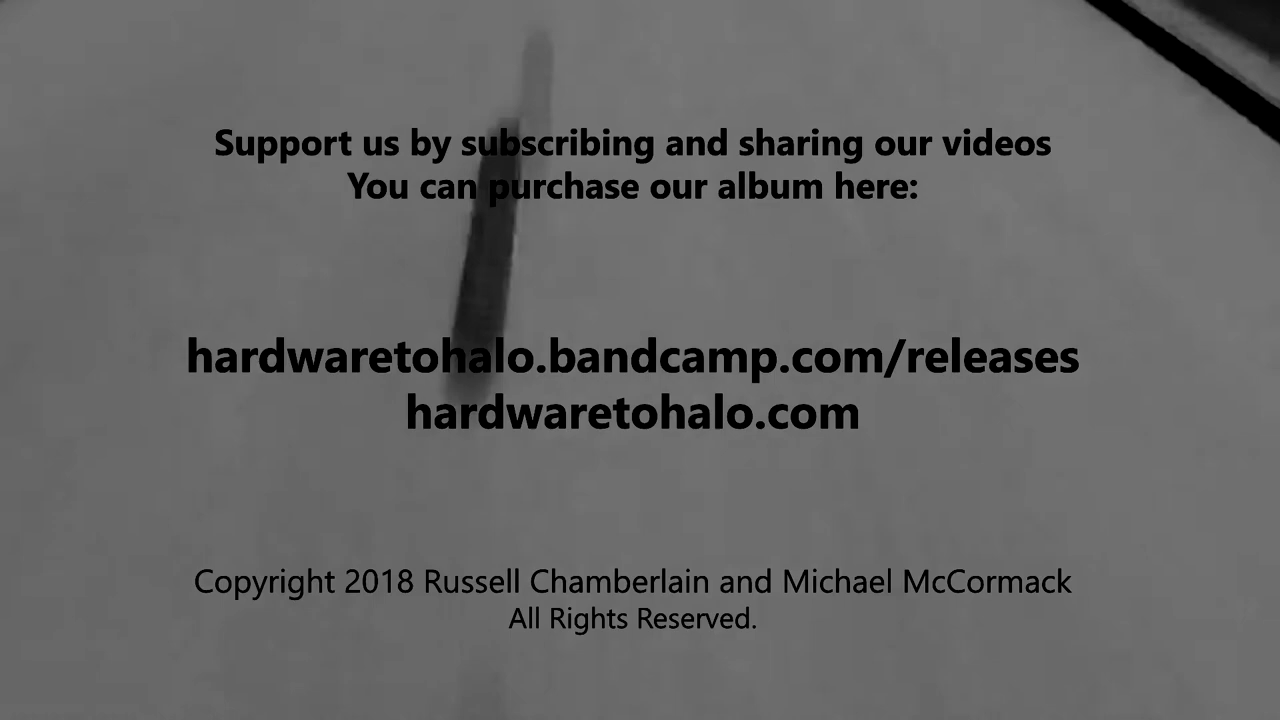 Support us by subscribing and sharing our videos
You can purchase our album here:
hardwaretohalo.bandcamp.com/releases
hardwaretohalo.com
Copyright 2018 Russell Chamberlain and Michael McCormack
All Rights Reserved.